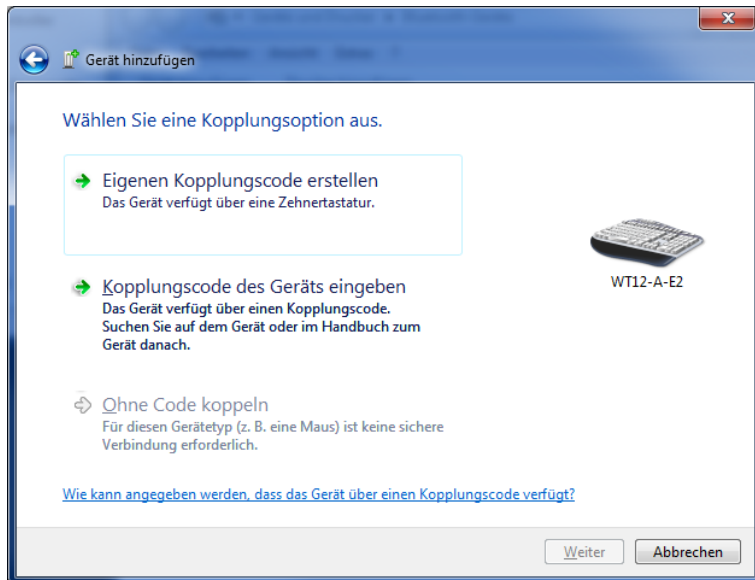 Gerät hinzufügen
Wählen Sie eine Kopplungsoption aus.
Eigenen Kopplungscode erstellen
Das Gerät verfügt über eine Zehnertastatur.
Kopplungscode des Geräts eingeben
Das Gerät verfügt über einen Kopplungscode.
Suchen Sie auf dem Gerät oder im Handbuch zum
Gerät danach.
WT12-A-E2
Ohne Code koppeln
Für diesen Gerätetyp (z. B. eine Maus) ist keine sichere
Verbindung erforderlich.
Wie kann angegeben werden, dass das Gerät über einen Kopplungscode verfügt?
Weiter
Abbrechen